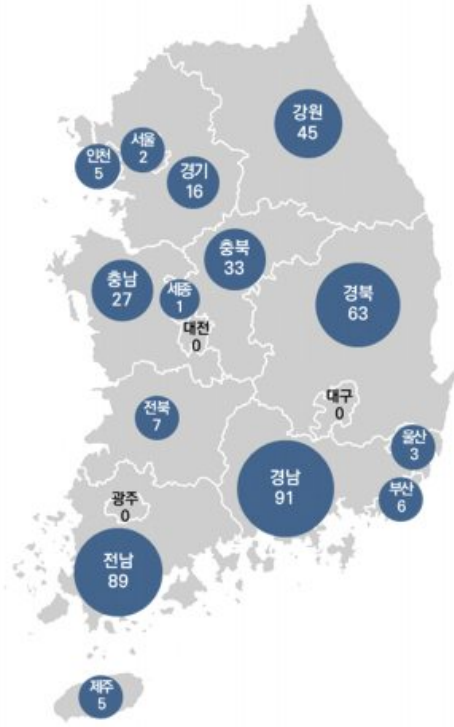 강원
45
서울
2
인천
5
경기
16
충북
33
충남
27
세종
1
경북
63
대전
0
대구
0
전북
7
울산
3
경남
91
부산
6
광주
0
전남
89
제주
5